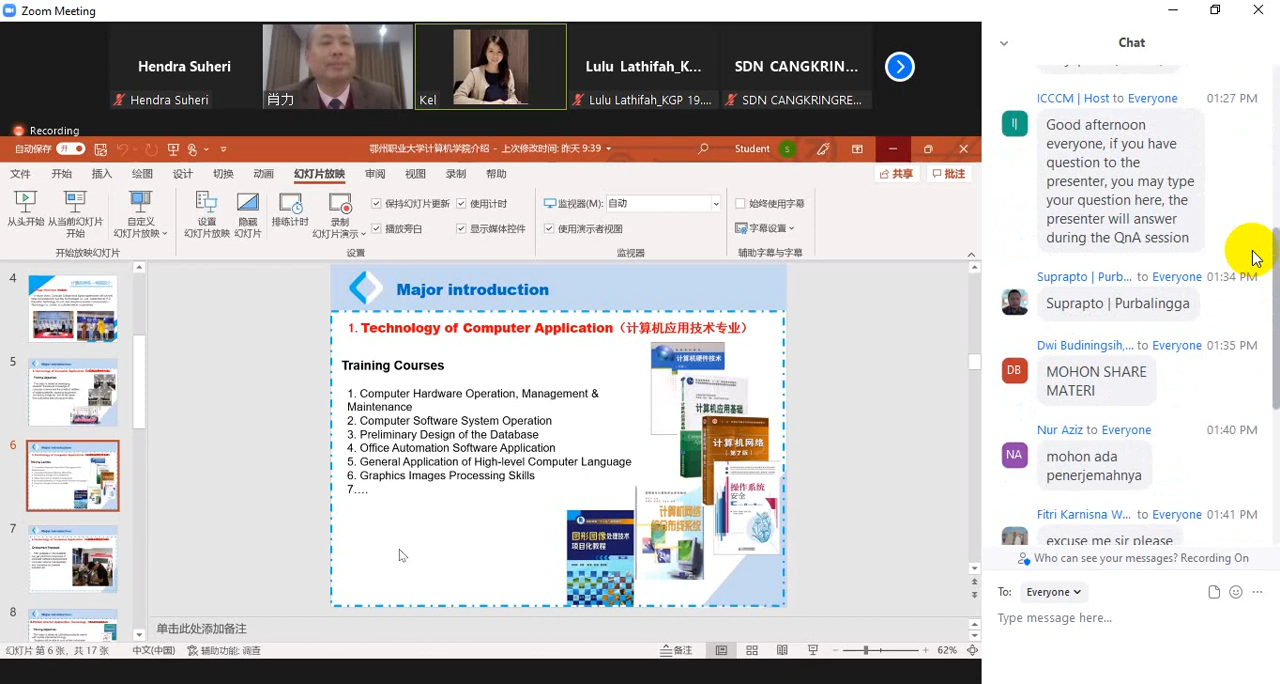 Zoom Meeting
Hendra Suheri
Hendra Suheri
肖力
Kel
Lulu Lathifah_K...
Lulu Lathifah_KGP 19....
SDN CANGKRIN...
SDN CANGKRINGRE...
Recording
自动保存 开
鄂州职业大学计算机学院介绍 - 上次修改时间: 昨天 9:39
Student S
文件 开始 插入 绘图 设计 切换 动画 幻灯片放映 审阅 视图 录制 帮助
共享 批注
从头开始
从当前幻灯片
开始
自定义
幻灯片放映
设置
幻灯片放映
隐藏
幻灯片
排练计时
录制
幻灯片演示
保持幻灯片更新 使用计时
播放旁白 显示媒体控件
监视器(M): 自动
使用演示者视图
始终使用字幕
字幕设置
开始放映幻灯片
设置
监视器
辅助字幕与字幕
4
5
6
7
8
Major introduction
1. Technology of Computer Application（计算机应用技术专业）
Training Courses
1. Computer Hardware Operation, Management &
Maintenance
2. Computer Software System Operation
3. Preliminary Design of the Database
4. Office Automation Software Application
5. General Application of High-level Computer Language
6. Graphics Images Processing Skills
7....
计算机硬件技术
计算机应用基础
计算机网络
（第7版）
操作系统
安全
计算机网络
综合布线系统
图形图像处理技术
项目化教程
单击此处添加备注
幻灯片 第 6 张，共 17 张 中文(中国) 辅助功能: 调查
备注
62%
Chat
ICCCM | Host to Everyone 01:27 PM
Good afternoon
everyone, if you have
question to the
presenter, you may type
your question here, the
presenter will answer
during the QnA session
Suprapto | Purb... to Everyone 01:34 PM
Suprapto | Purbalingga
Dwi Budiningsih,... to Everyone 01:35 PM
DB
MOHON SHARE
MATERI
Nur Aziz to Everyone 01:40 PM
NA
mohon ada
penerjemahnya
Fitri Karnisna W... to Everyone 01:41 PM
excuse me sir please
Who can see your messages? Recording On
To: Everyone
Type message here...